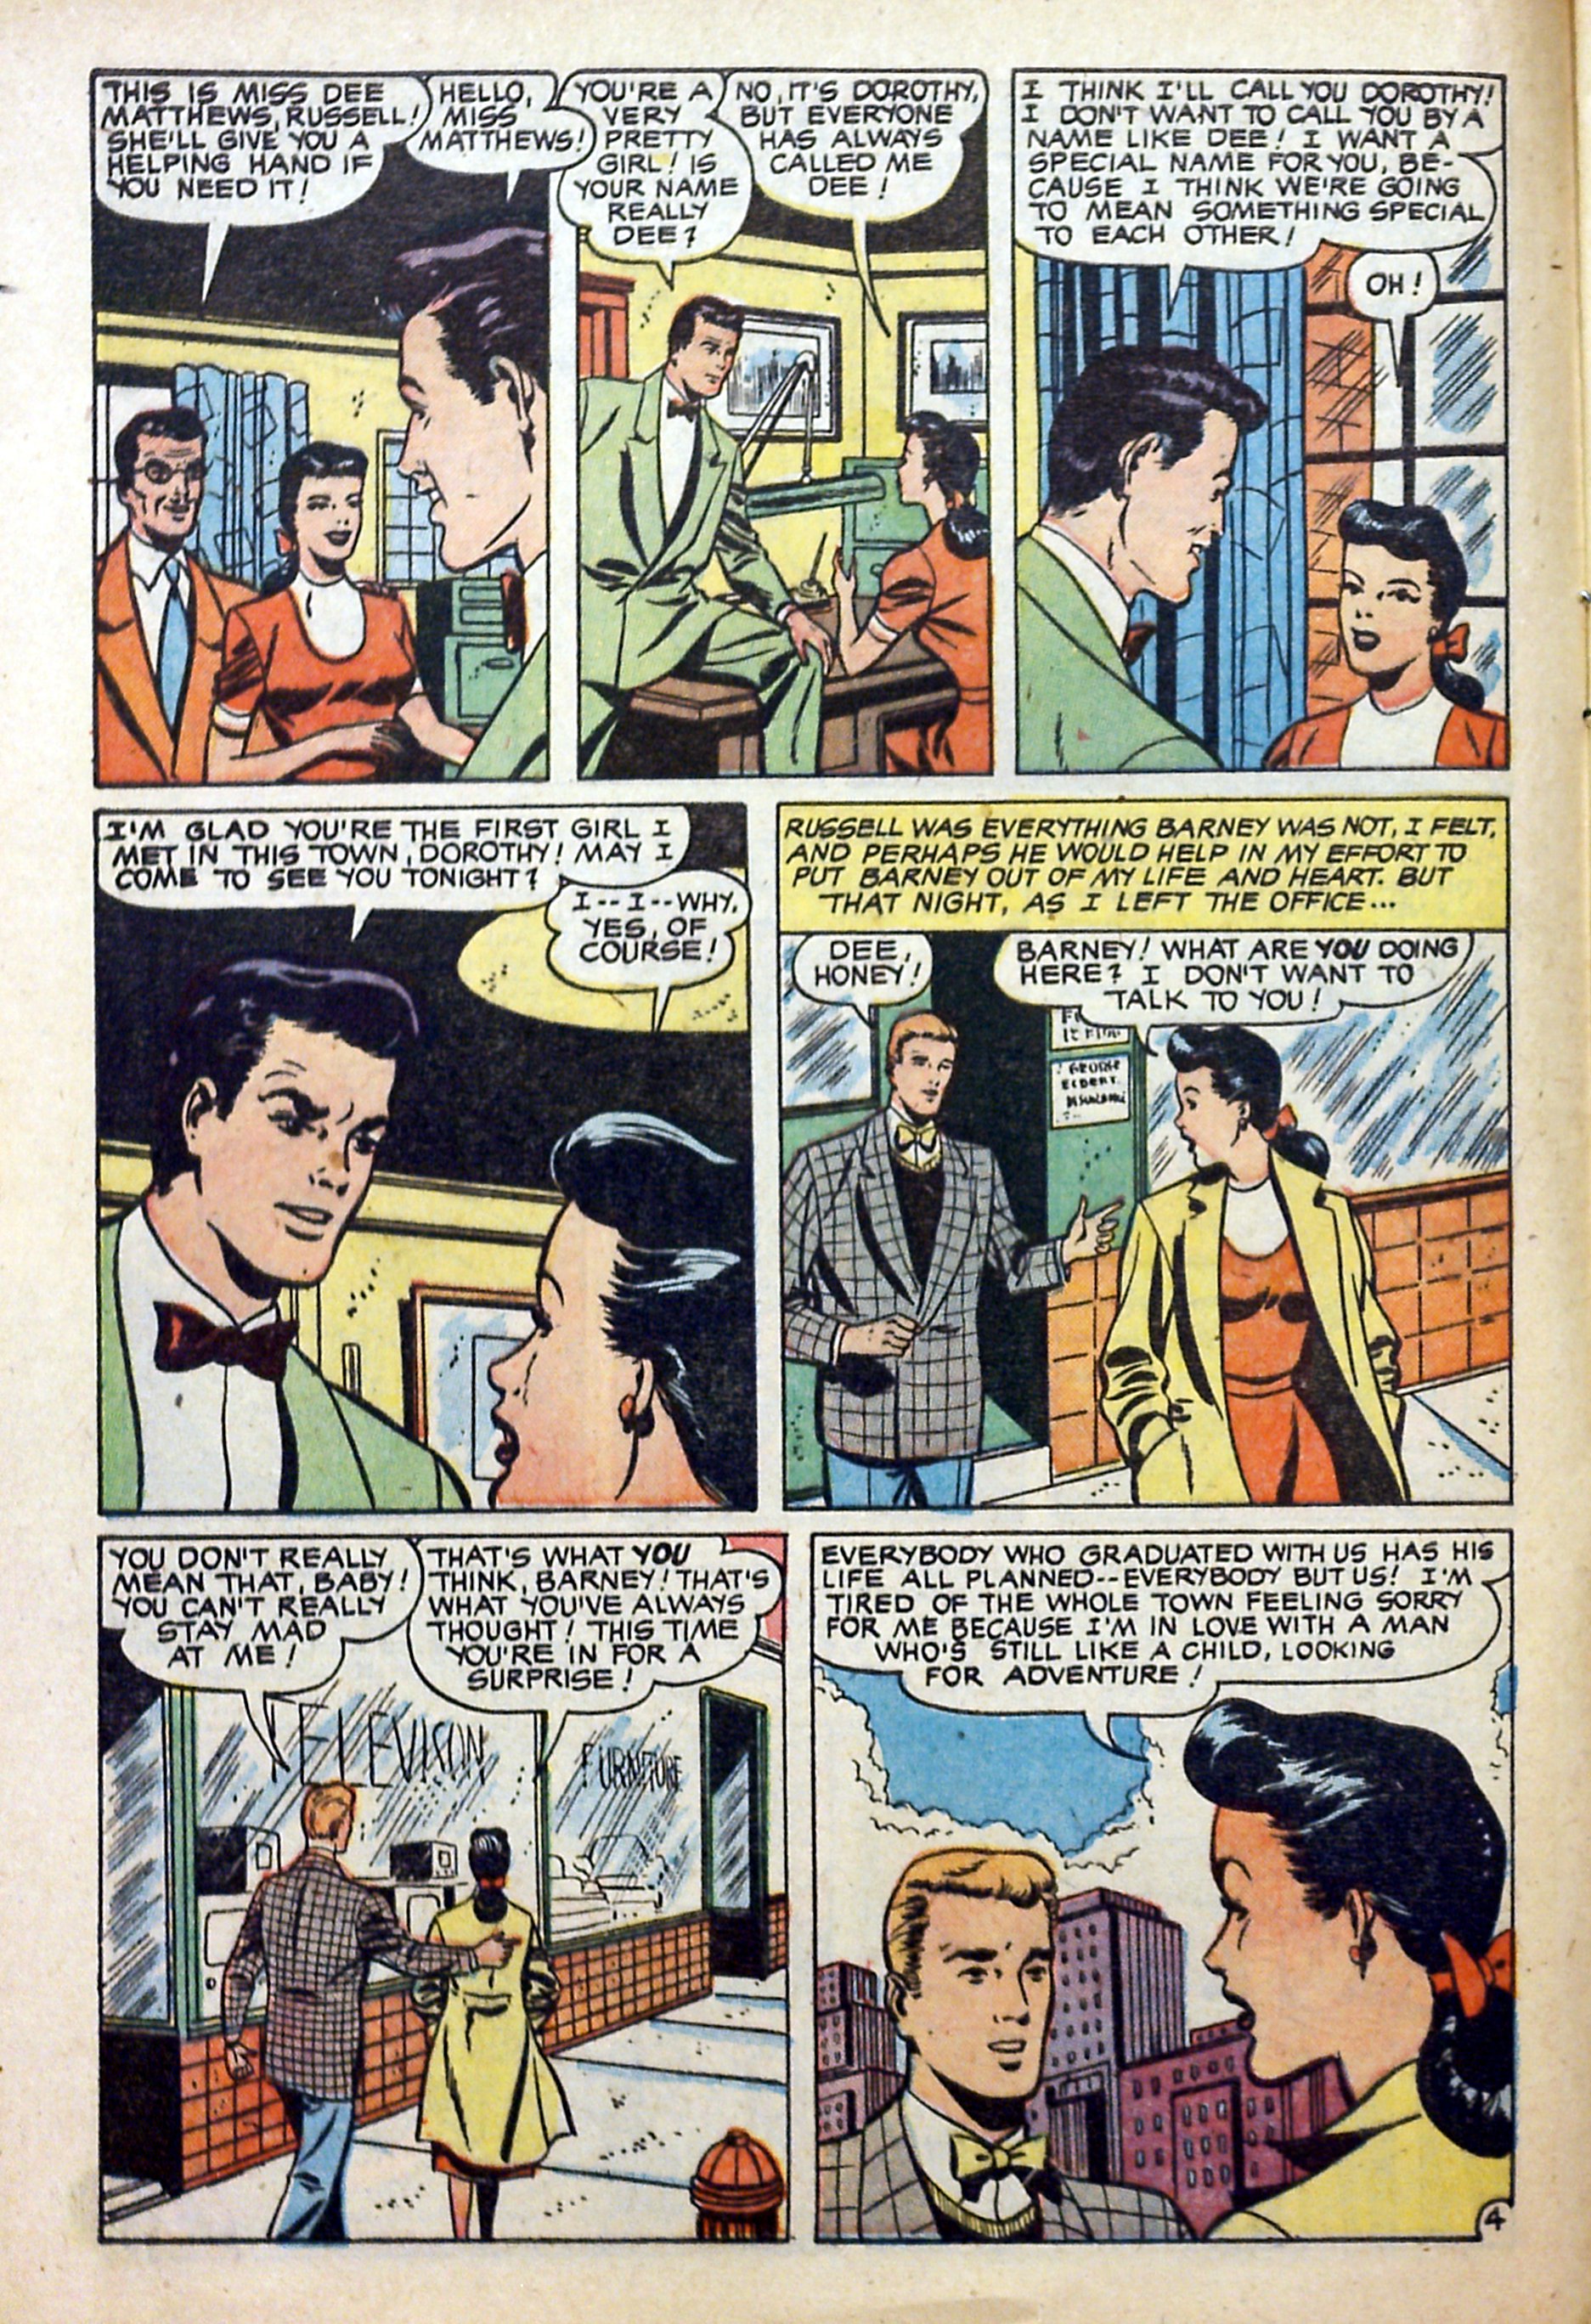 THIS IS MISS DEE
MATTHEWS, RUSSELL!
SHE'LL GIVE YOU A
HELPING HAND IF
YOU NEED IT!
HELLO,
MISS
MATTHEWS!
YOU'RE A
VERY
PRETTY
GIRL! IS
YOUR NAME
REALLY
DEE?
NO, IT'S DOROTHY,
BUT EVERYONE
HAS ALWAYS
CALLED ME
DEE!
I THINK I'LL CALL YOU DOROTHY!
I DON'T WANT TO CALL YOU BY A
NAME LIKE DEE! I WANT A
SPECIAL NAME FOR YOU, BE-
CAUSE I THINK WE'RE GOING
TO MEAN SOMETHING SPECIAL
TO EACH OTHER!
OH!
I'M GLAD YOU'RE THE FIRST GIRL I
MET IN THIS TOWN, DOROTHY! MAY I
COME TO SEE YOU TONIGHT?
I--I--WHY,
YES, OF
COURSE!
RUSSELL WAS EVERYTHING BARNEY WAS NOT, I FELT,
AND PERHAPS HE WOULD HELP IN MY EFFORT TO
PUT BARNEY OUT OF MY LIFE AND HEART. BUT
THAT NIGHT, AS I LEFT THE OFFICE...
DEE,
HONEY!
BARNEY! WHAT ARE YOU DOING
HERE? I DON'T WANT TO
TALK TO YOU!
GEORGE
YOU DON'T REALLY
MEAN THAT, BABY!
YOU CAN'T REALLY
STAY MAD
AT ME!
THAT'S WHAT YOU
THINK, BARNEY! THAT'S
WHAT YOU'VE ALWAYS
THOUGHT! THIS TIME
YOU'RE IN FOR A
SURPRISE!
TELEVISION
FURNITURE
EVERYBODY WHO GRADUATED WITH US HAS HIS
LIFE ALL PLANNED--EVERYBODY BUT US! I'M
TIRED OF THE WHOLE TOWN FEELING SORRY
FOR ME BECAUSE I'M IN LOVE WITH A MAN
WHO'S STILL LIKE A CHILD, LOOKING
FOR ADVENTURE!
4